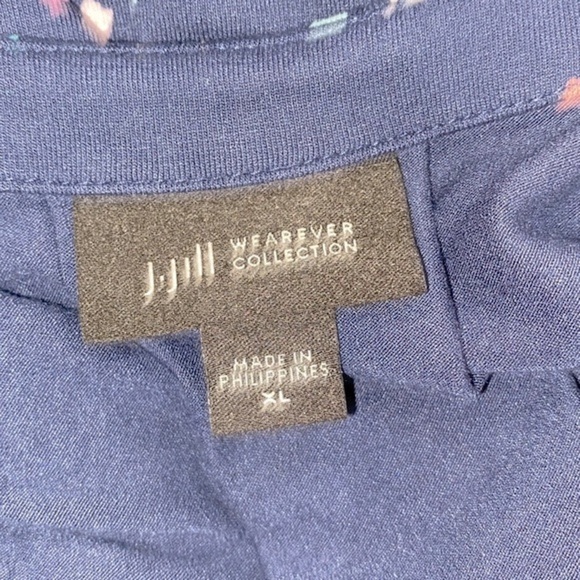 J.Jill WEAREVER
COLLECTION
MADE IN
PHILIPPINES
XL